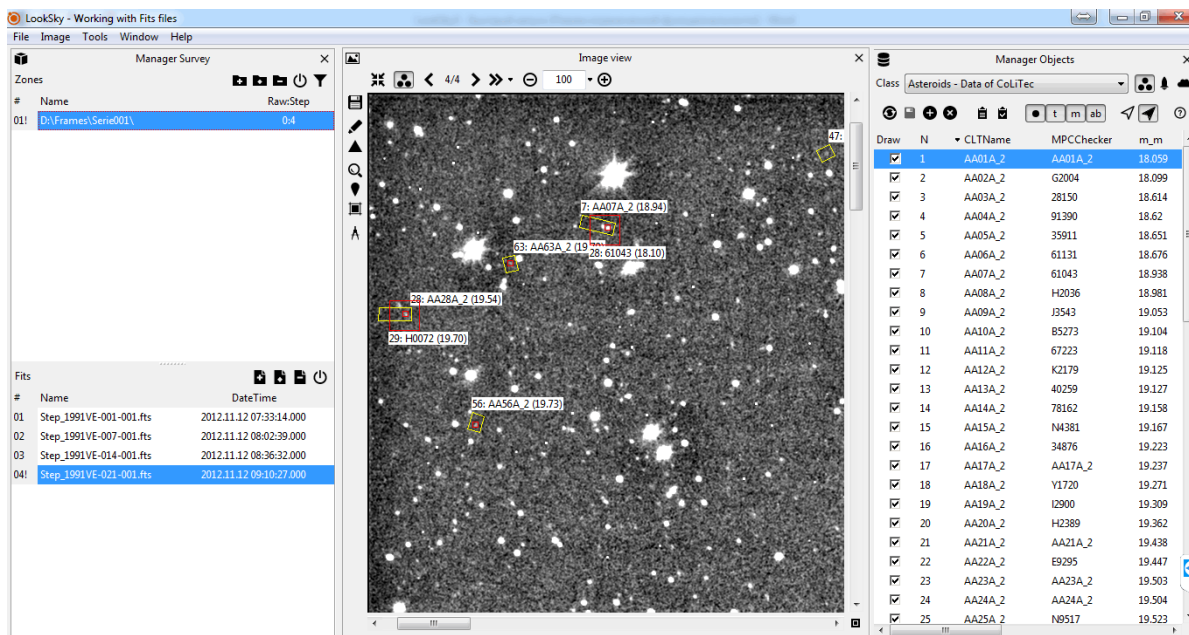 LookSky - Working with Fits files
File Image Tools Window Help
Manager Survey
Zones
# Name Raw:Step
01! D:\Frames\Serie001\
Fits
# Name DateTime
01 Step_1991VE-001-001.fts 2012.11.12 07:33:14.000
02 Step_1991VE-007-001.fts 2012.11.12 08:02:39.000
03 Step_1991VE-014-001.fts 2012.11.12 08:36:32.000
04! Step_1991VE-021-001.fts 2012.11.12 09:10:27.000
0:4
Image view
4/4 100
47:
7: AA07A_2 (18.94)
63: AA63A_2 (19
28: 61043 (18.10)
28: AA28A_2 (19.54)
29: H0072 (19.70)
56: AA56A_2 (19.73)
Manager Objects
Class Asteroids - Data of CoLiTec
t m ab
Draw N CLTName MPCChecker m_m
1 AA01A_2 AA01A_2 18.059
2 AA02A_2 G2004 18.099
3 AA03A_2 28150 18.614
4 AA04A_2 91390 18.62
5 AA05A_2 35911 18.651
6 AA06A_2 61131 18.676
7 AA07A_2 61043 18.938
8 AA08A_2 H2036 18.981
9 AA09A_2 J3543 19.053
10 AA10A_2 B5273 19.104
11 AA11A_2 67223 19.118
12 AA12A_2 K2179 19.125
13 AA13A_2 40259 19.127
14 AA14A_2 78162 19.158
15 AA15A_2 N4381 19.167
16 AA16A_2 34876 19.223
17 AA17A_2 AA17A_2 19.237
18 AA18A_2 Y1720 19.271
19 AA19A_2 I2900 19.309
20 AA20A_2 H2389 19.362
21 AA21A_2 AA21A_2 19.438
22 AA22A_2 E9295 19.447
23 AA23A_2 AA23A_2 19.503
24 AA24A_2 AA24A_2 19.504
25 AA25A_2 N9517 19.523